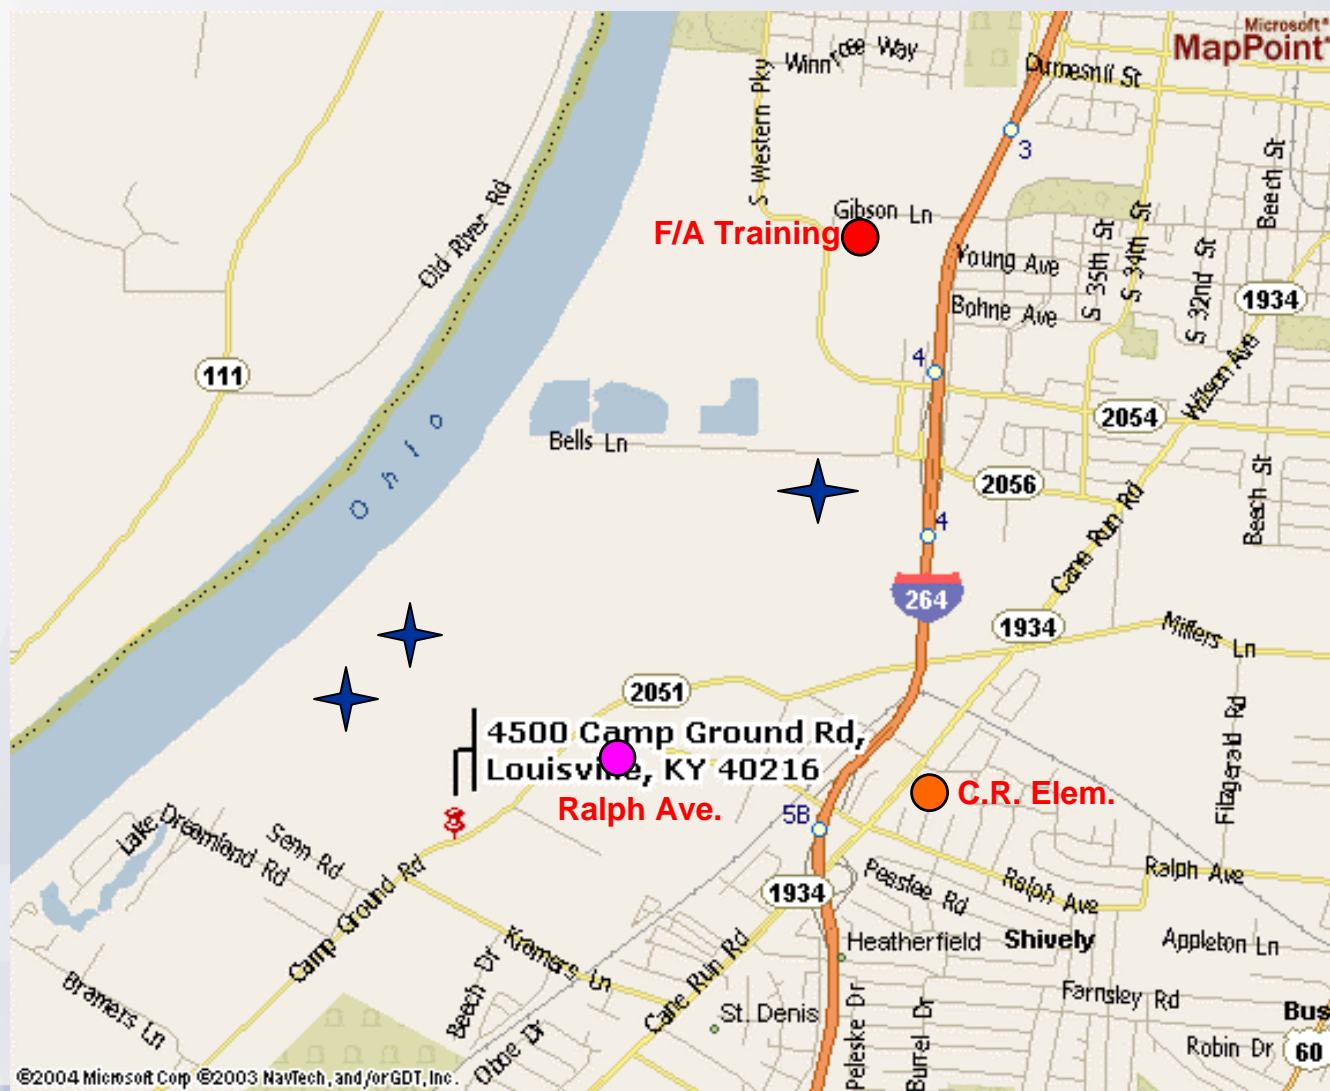 Microsoft®
MapPoint
Winnrcee Way
Dumesnil St
S Western Pky
3
Beech St
Old River Rd
Gibson Ln
F/A Training
Young Ave
S 35th St
S 34th St
S 32nd St
1934
Bohne Ave
4
111
Wilson Ave
2054
Ohio
Bells Ln
2056
Beech St
4
Cane Run Rd
264
1934
Millers Ln
2051
4500 Camp Ground Rd,
Louisville, KY 40216
Fitzgerald Rd
C.R. Elem.
Ralph Ave.
5B
Lake Dreamland Rd
Senn Rd
Camp Ground Rd
1934
Peeslee Rd
Ralph Ave
Ralph Ave
Kramers Ln
Beech Dr
Cane Run Rd
Heatherfield
Shively
Appleton Ln
Bramers Ln
Farnsley Rd
St. Denis
Peleske Dr
Burrel Dr
Bus
60
Robin Dr
Oboe Dr
©2004 Microsoft Corp ©2003 NavTech, and/or GDT, Inc.